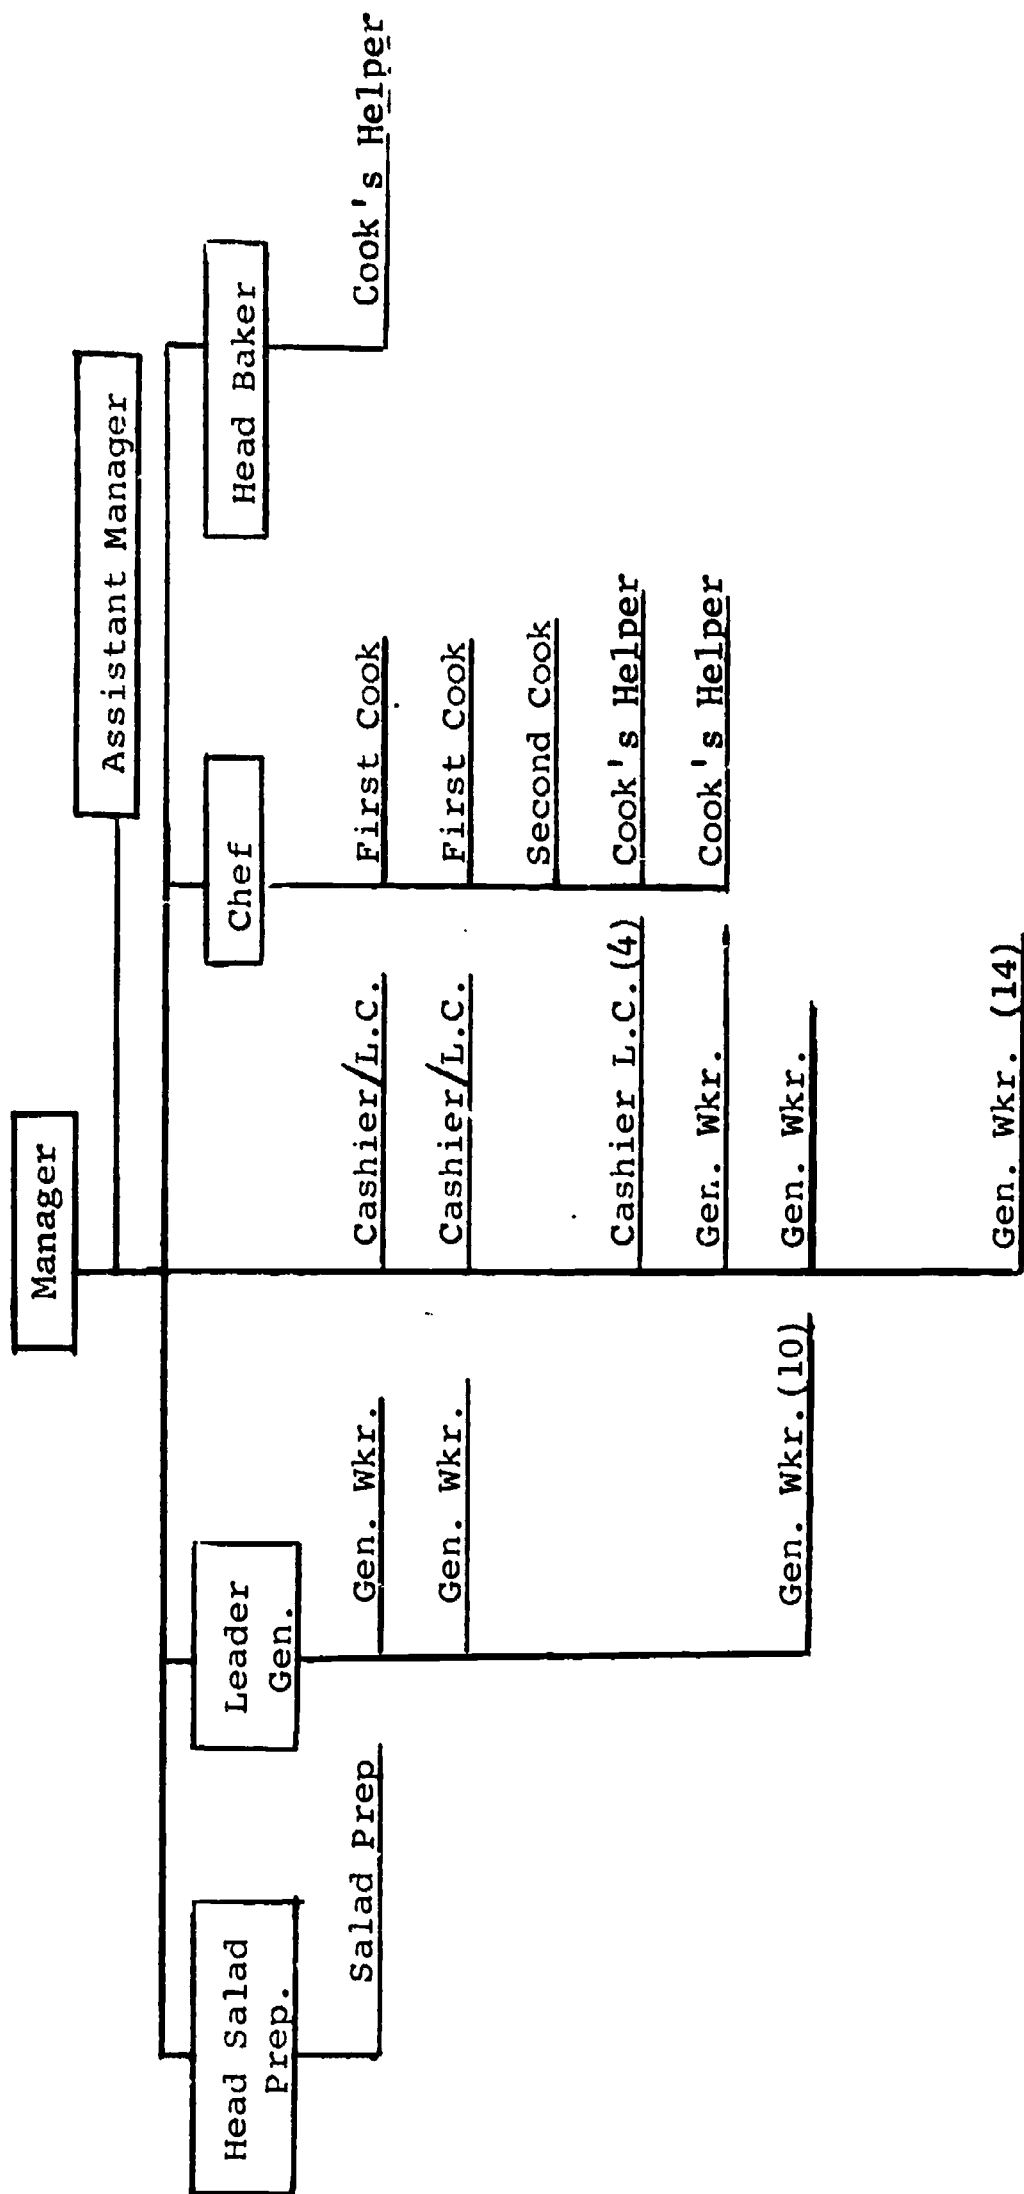 Manager
Assistant Manager
Head Salad
Prep.
Leader
Gen.
Chef
Head Baker
Salad Prep
Gen. Wkr.
Gen. Wkr.
Gen. Wkr.(10)
Cashier/L.C.
Cashier/L.C.
Cashier L.C.(4)
Gen. Wkr.
Gen. Wkr.
Gen. Wkr. (14)
First Cook
First Cook
Second Cook
Cook's Helper
Cook's Helper
Cook's Helper